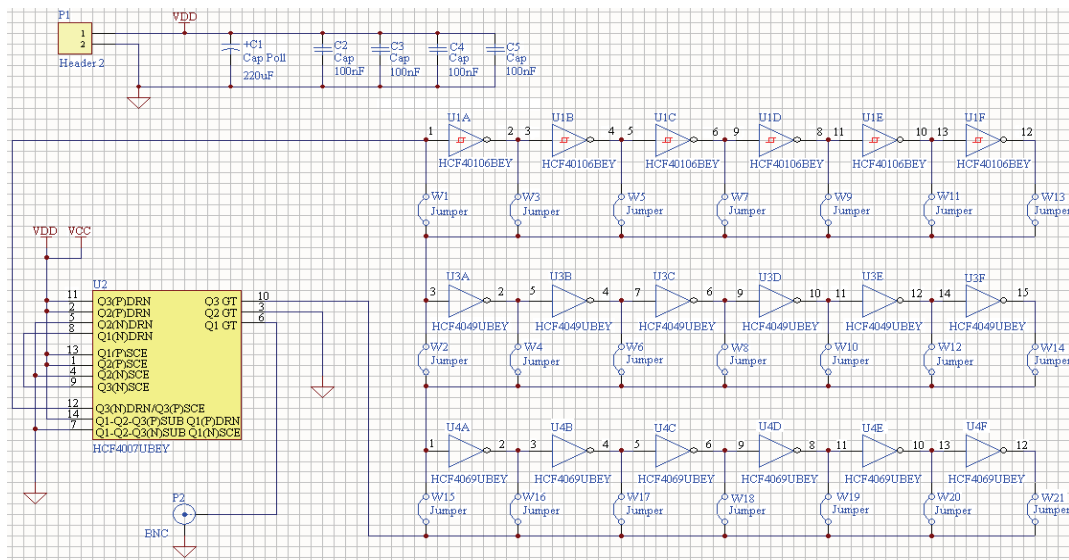 P1
1
2
Header 2
VDD
+C1
Cap Poll
220uF
C2
Cap
100nF
C3
Cap
100nF
C4
Cap
100nF
C5
Cap
100nF
U1A U1B U1C U1D U1E U1F
1 2 3 4 5 6 9 8 11 10 13 12
HCF40106BEY HCF40106BEY HCF40106BEY HCF40106BEY HCF40106BEY HCF40106BEY
W1 W3 W5 W7 W9 W11 W13
Jumper Jumper Jumper Jumper Jumper Jumper Jumper
VDD VCC
U3A U3B U3C U3D U3E U3F
3 2 5 4 7 6 9 10 11 12 14 15
HCF4049UBEY HCF4049UBEY HCF4049UBEY HCF4049UBEY HCF4049UBEY HCF4049UBEY
W2 W4 W6 W8 W10 W12 W14
Jumper Jumper Jumper Jumper Jumper Jumper Jumper
U2
11 Q3(P)DRN Q3 GT 10
2 Q2(P)DRN Q2 GT 3
5 Q2(N)DRN Q1 GT 6
8 Q1(N)DRN
13 Q1(P)SCE
1 Q2(P)SCE
4 Q2(N)SCE
9 Q3(N)SCE
12 Q3(N)DRN/Q3(P)SCE
14 Q1-Q2-Q3(P)SUB Q1(P)DRN
7 Q1-Q2-Q3(N)SUB Q1(N)SCE
HCF4007UBEY
U4A U4B U4C U4D U4E U4F
1 2 3 4 5 6 9 8 11 10 13 12
HCF4069UBEY HCF4069UBEY HCF4069UBEY HCF4069UBEY HCF4069UBEY HCF4069UBEY
W15 W16 W17 W18 W19 W20 W21
Jumper Jumper Jumper Jumper Jumper Jumper Jumper
P2
BNC